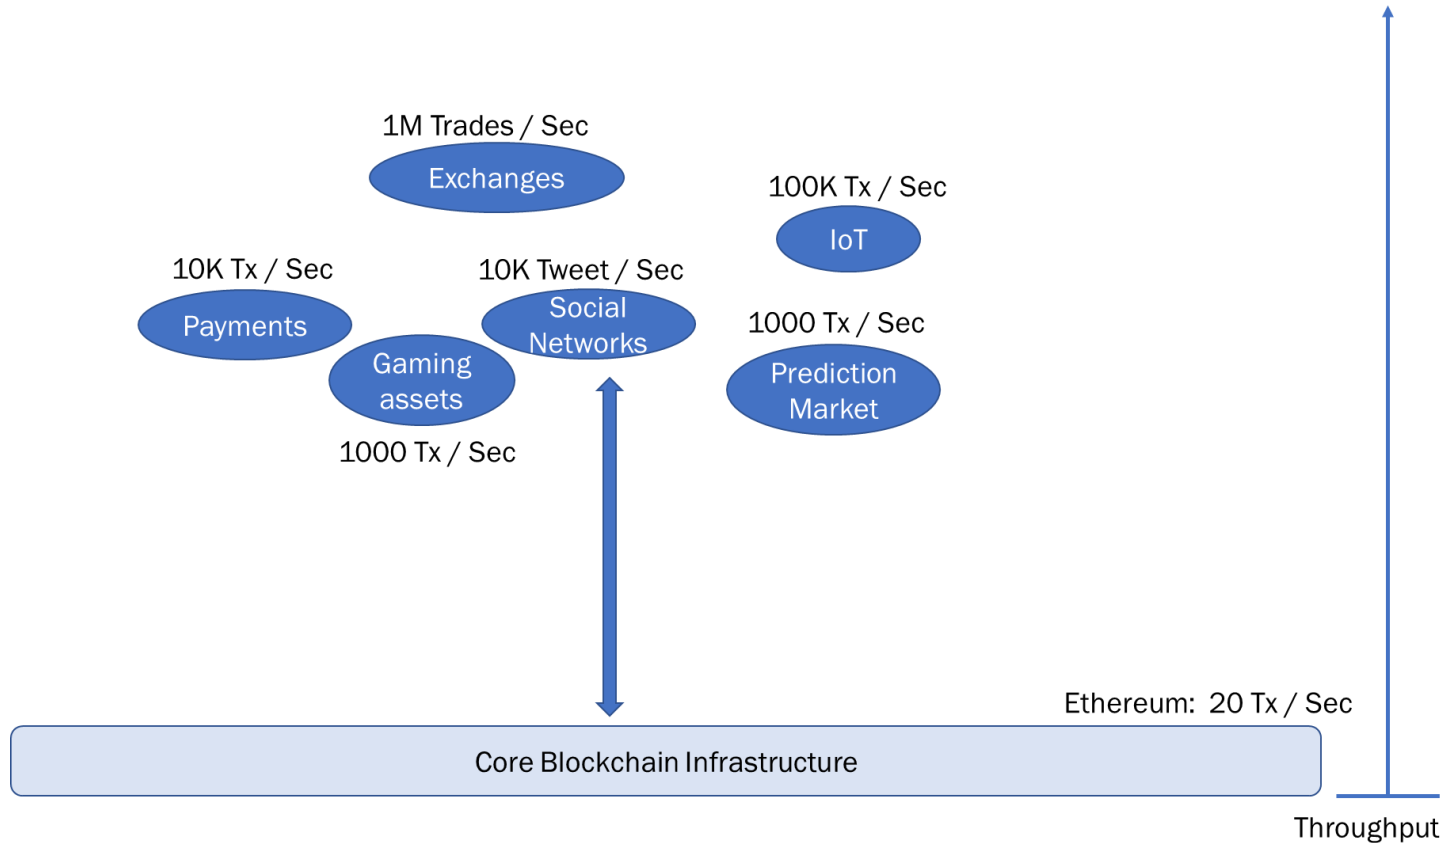 1M Trades / Sec
Exchanges
100K Tx / Sec
IoT
10K Tx / Sec
Payments
10K Tweet / Sec
Social
Networks
1000 Tx / Sec
Prediction
Market
Gaming
assets
1000 Tx / Sec
Ethereum:  20 Tx / Sec
Core Blockchain Infrastructure
Throughput